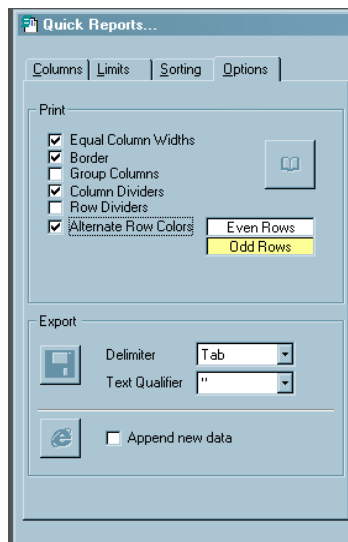 Quick Reports...
Columns Limits Sorting Options
Print
Equal Column Widths
Border
Group Columns
Column Dividers
Row Dividers
Alternate Row Colors Even Rows
Odd Rows
Export
Delimiter Tab
Text Qualifier "
Append new data